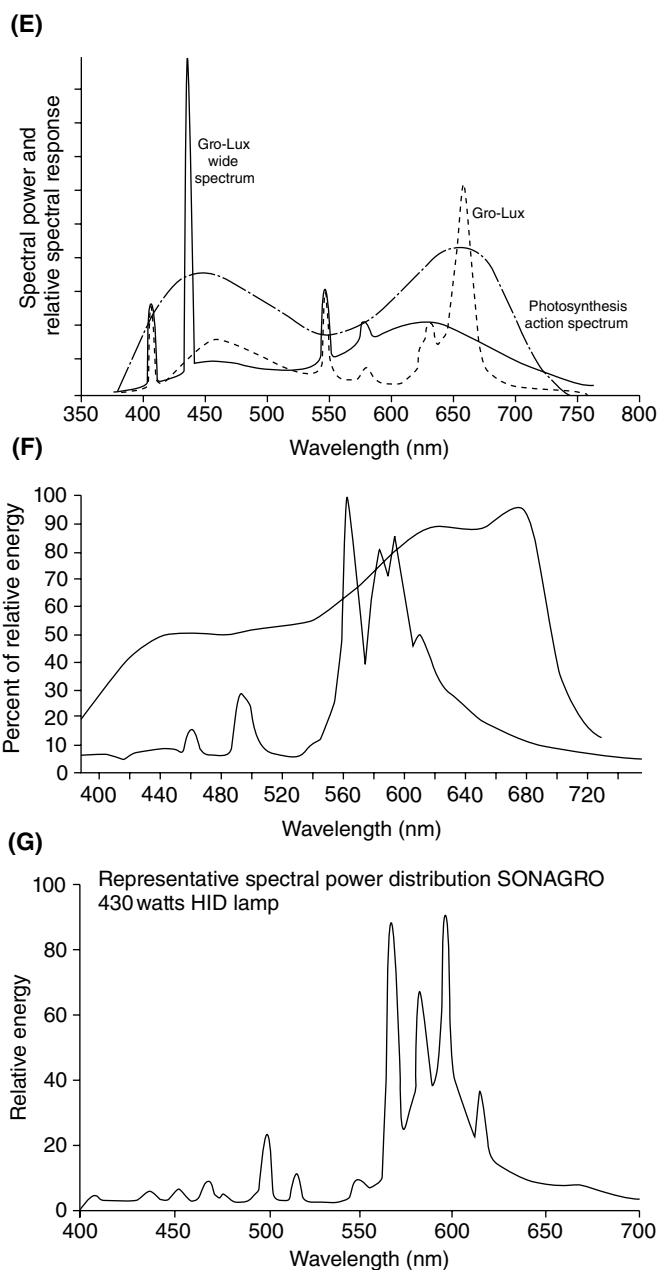 (E)
Spectral power and
relative spectral response
Gro-Lux
wide
spectrum
Gro-Lux
Photosynthesis
action spectrum
350 400 450 500 550 600 650 700 750 800
Wavelength (nm)
(F)
Percent of relative energy
100
90
80
70
60
50
40
30
20
10
0
400 440 480 520 560 600 640 680 720
Wavelength (nm)
(G)
Representative spectral power distribution SONAGRO
430 watts HID lamp
Relative energy
100
80
60
40
20
0
400 450 500 550 600 650 700
Wavelength (nm)